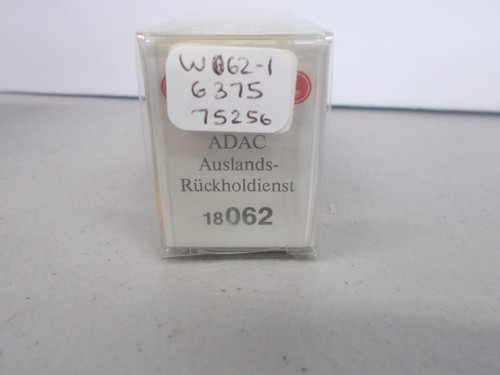 W062-1
6375
75256
ADAC
Auslands-
Rückholdienst
18062